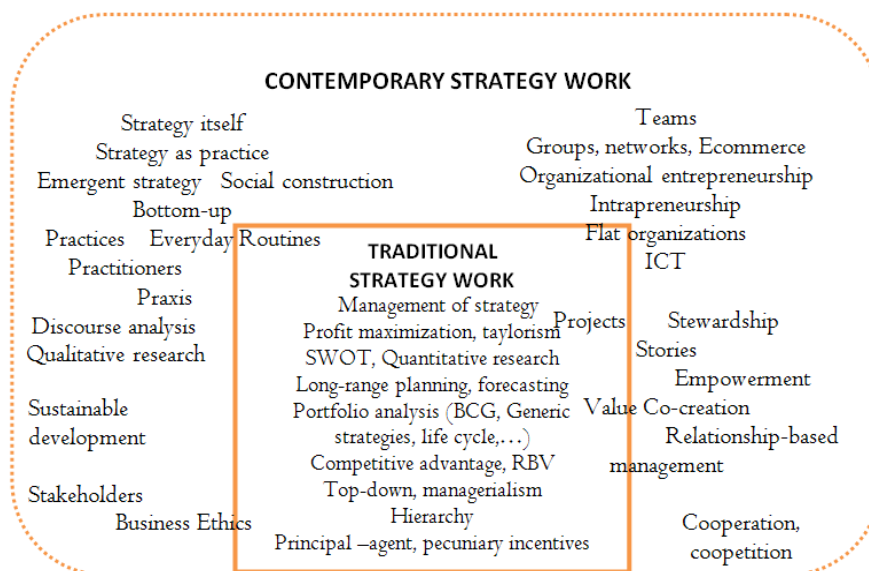 CONTEMPORARY STRATEGY WORK
Strategy itself
Strategy as practice
Emergent strategy Social construction
Bottom-up
Practices Everyday Routines
Practitioners
Praxis
Discourse analysis
Qualitative research
Sustainable
development
Stakeholders
Business Ethics
TRADITIONAL
STRATEGY WORK
Management of strategy
Profit maximization, taylorism
SWOT, Quantitative research
Long-range planning, forecasting
Portfolio analysis (BCG, Generic
strategies, life cycle,...)
Competitive advantage, RBV
Top-down, managerialism
Hierarchy
Principal –agent, pecuniary incentives
Teams
Groups, networks, Ecommerce
Organizational entrepreneurship
Intrapreneurship
Flat organizations
ICT
Projects Stewardship
Stories
Empowerment
Value Co-creation
Relationship-based
management
Cooperation,
coopetition